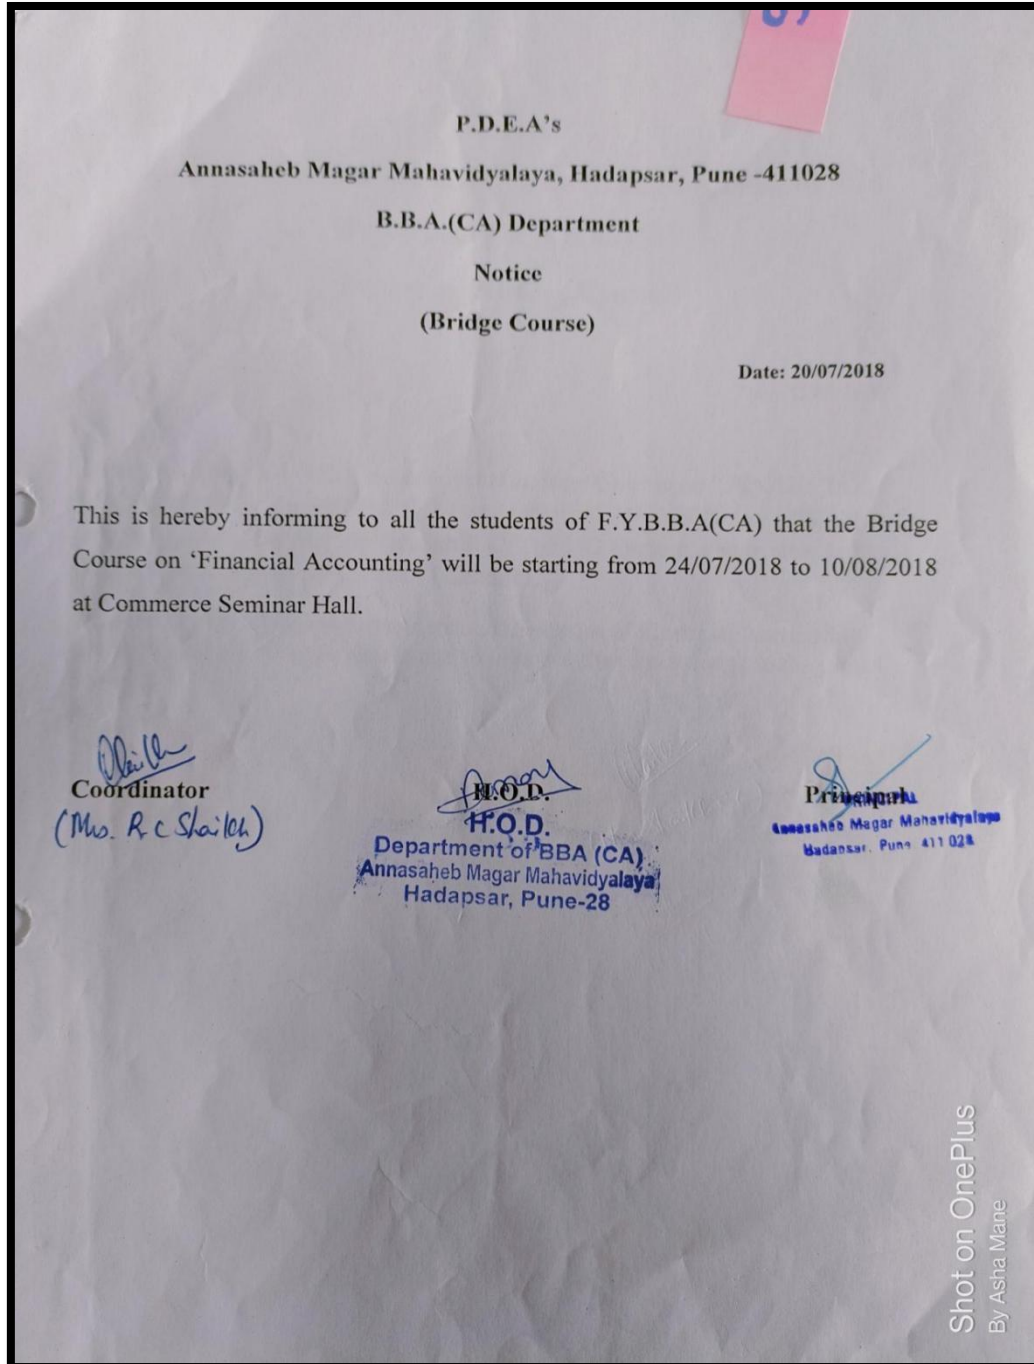 P.D.E.A's
Annasaheb Magar Mahavidyalaya, Hadapsar, Pune -411028
B.B.A.(CA) Department
Notice
(Bridge Course)
Date: 20/07/2018
This is hereby informing to all the students of F.Y.B.B.A(CA) that the Bridge
Course on ‘Financial Accounting’ will be starting from 24/07/2018 to 10/08/2018
at Commerce Seminar Hall.
Coordinator
(Mrs. R C Shaikh)
H.O.D.
H.O.D.
Department of BBA (CA)
Annasaheb Magar Mahavidyalaya
Hadapsar, Pune-28
Principal
PRINCIPAL
Annasaheb Magar Mahavidyalaya
Hadapsar, Pune 411 028
Shot on OnePlus
By Asha Mane